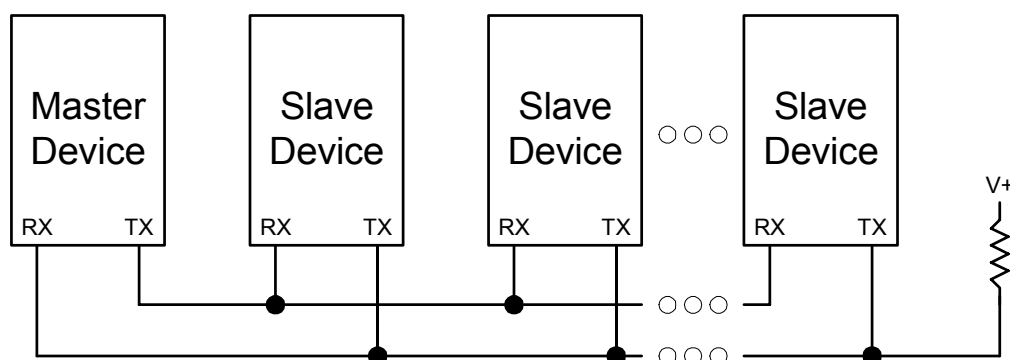 Master
Device
Slave
Device
Slave
Device
Slave
Device
RX TX
RX TX
RX TX
RX TX
V+